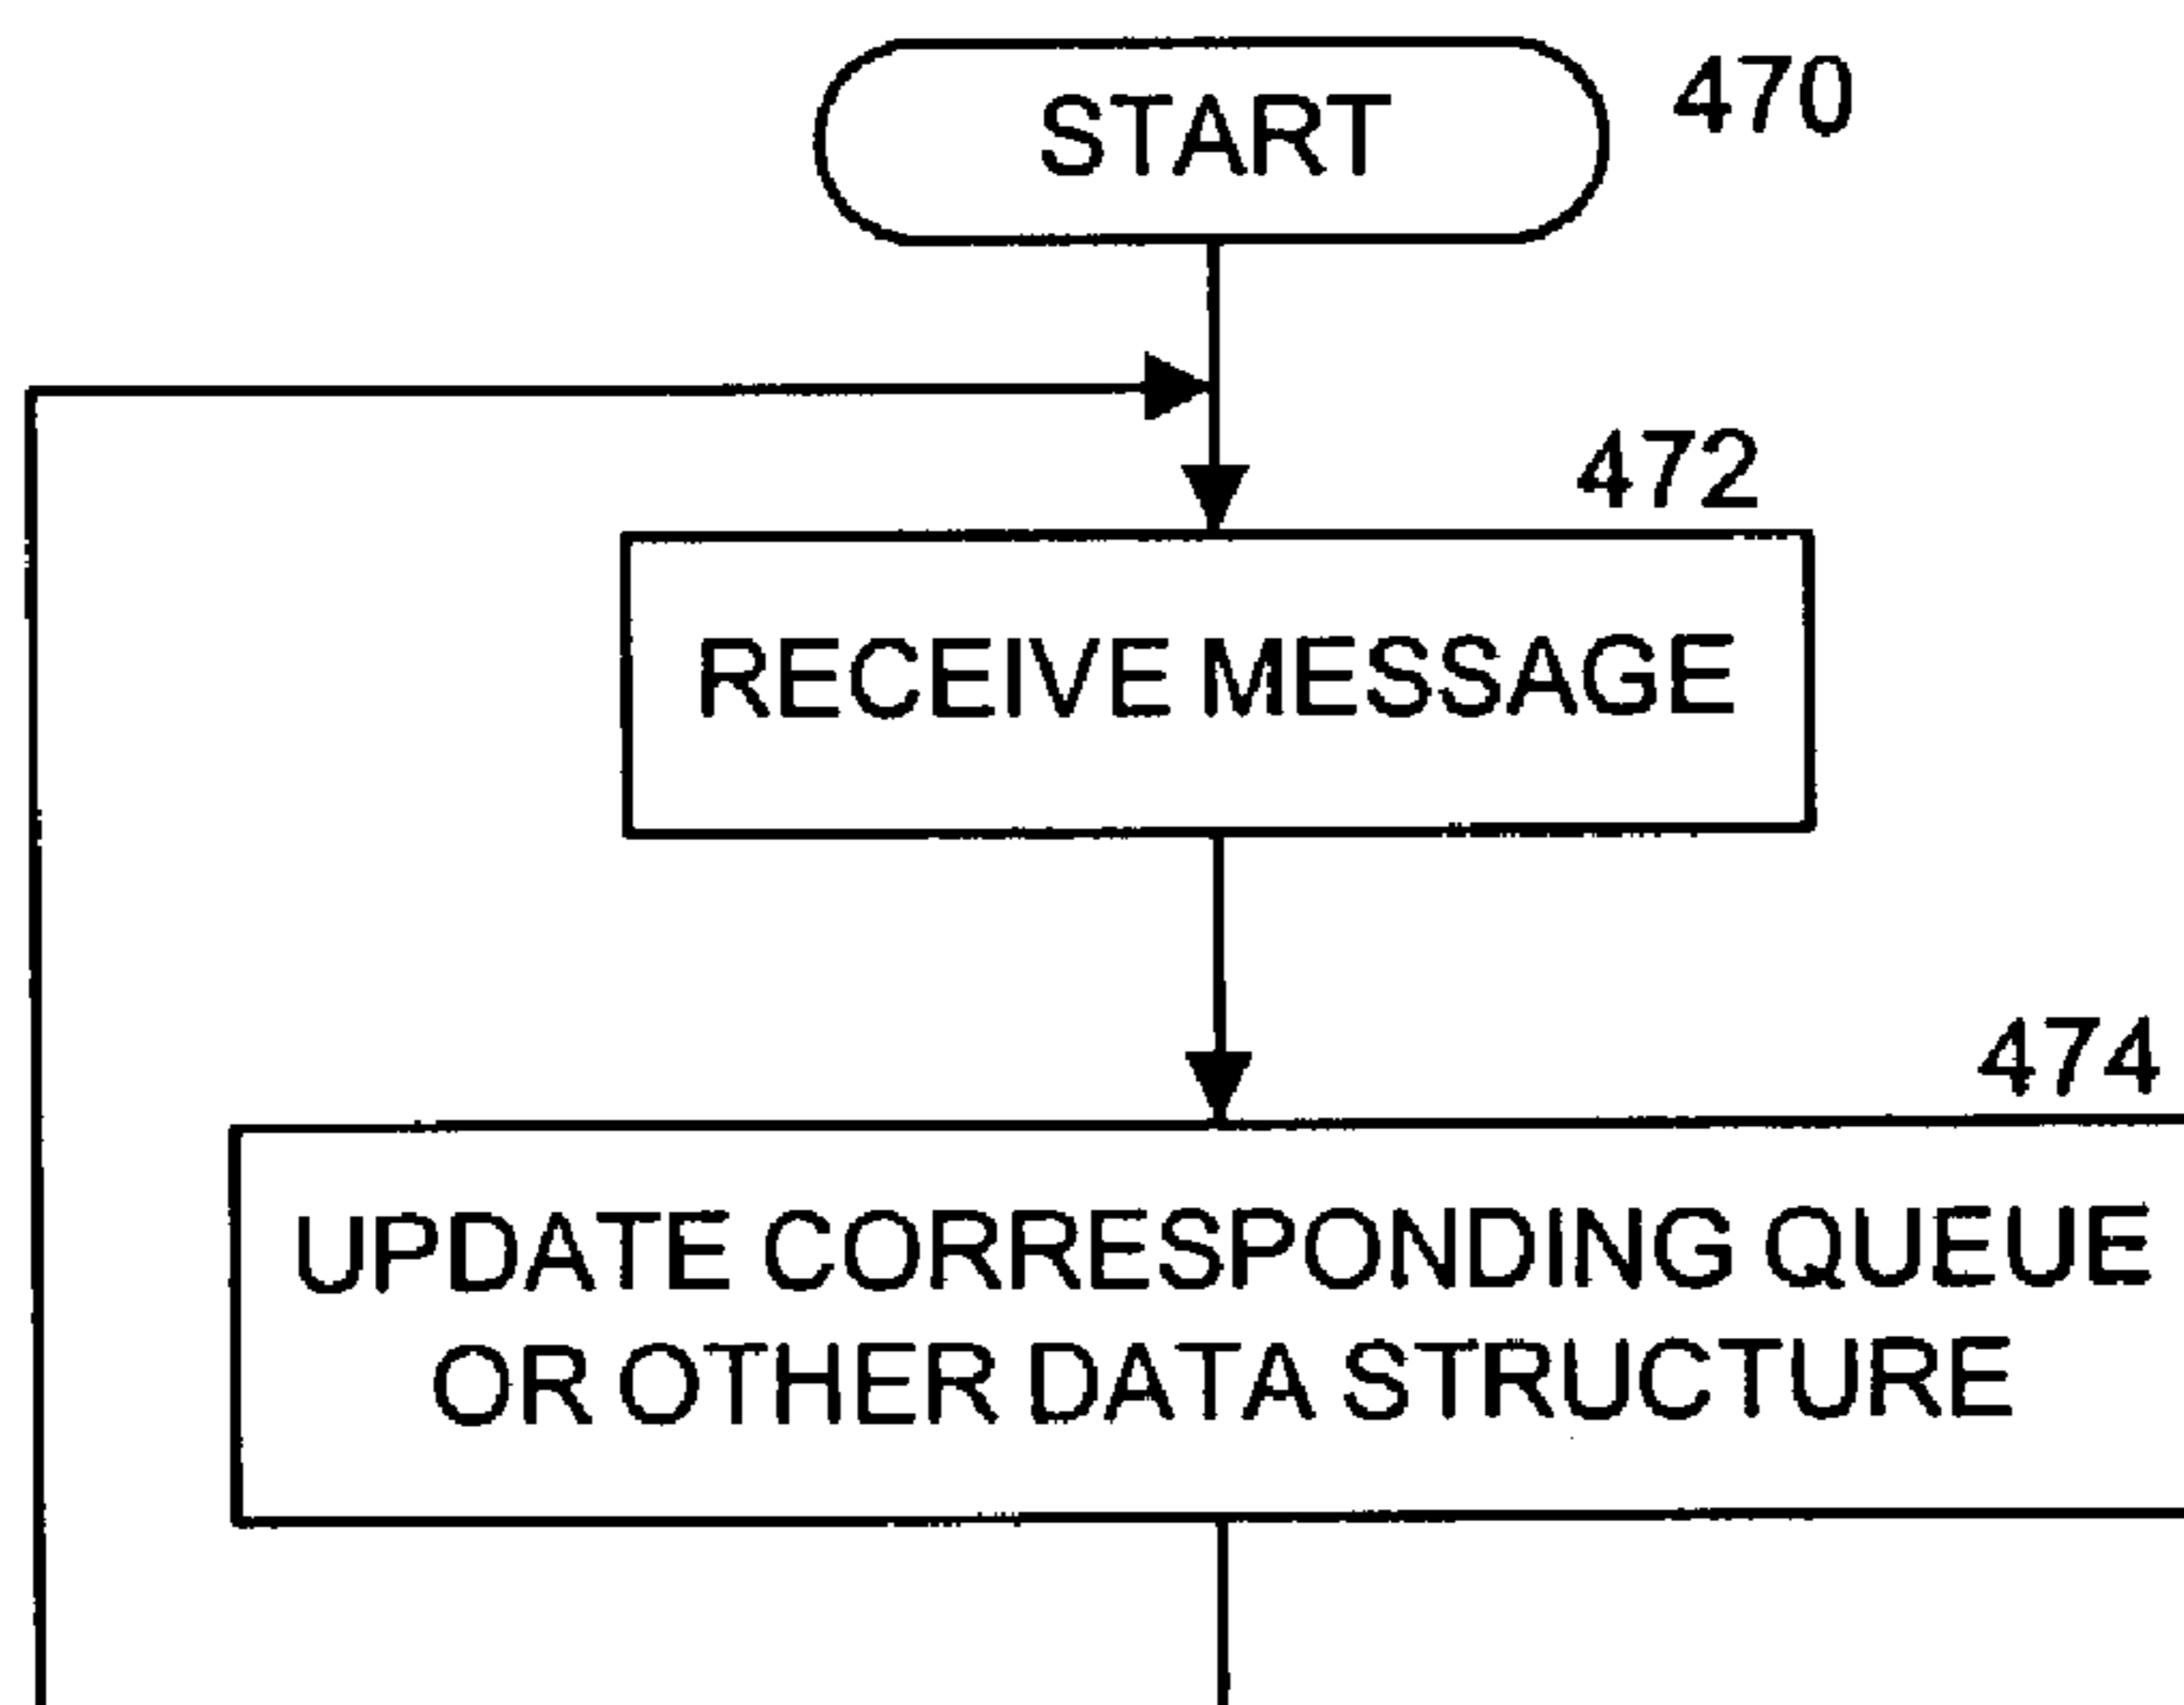 START
470
472
RECEIVE MESSAGE
474
UPDATE CORRESPONDING QUEUE
OR OTHER DATA STRUCTURE